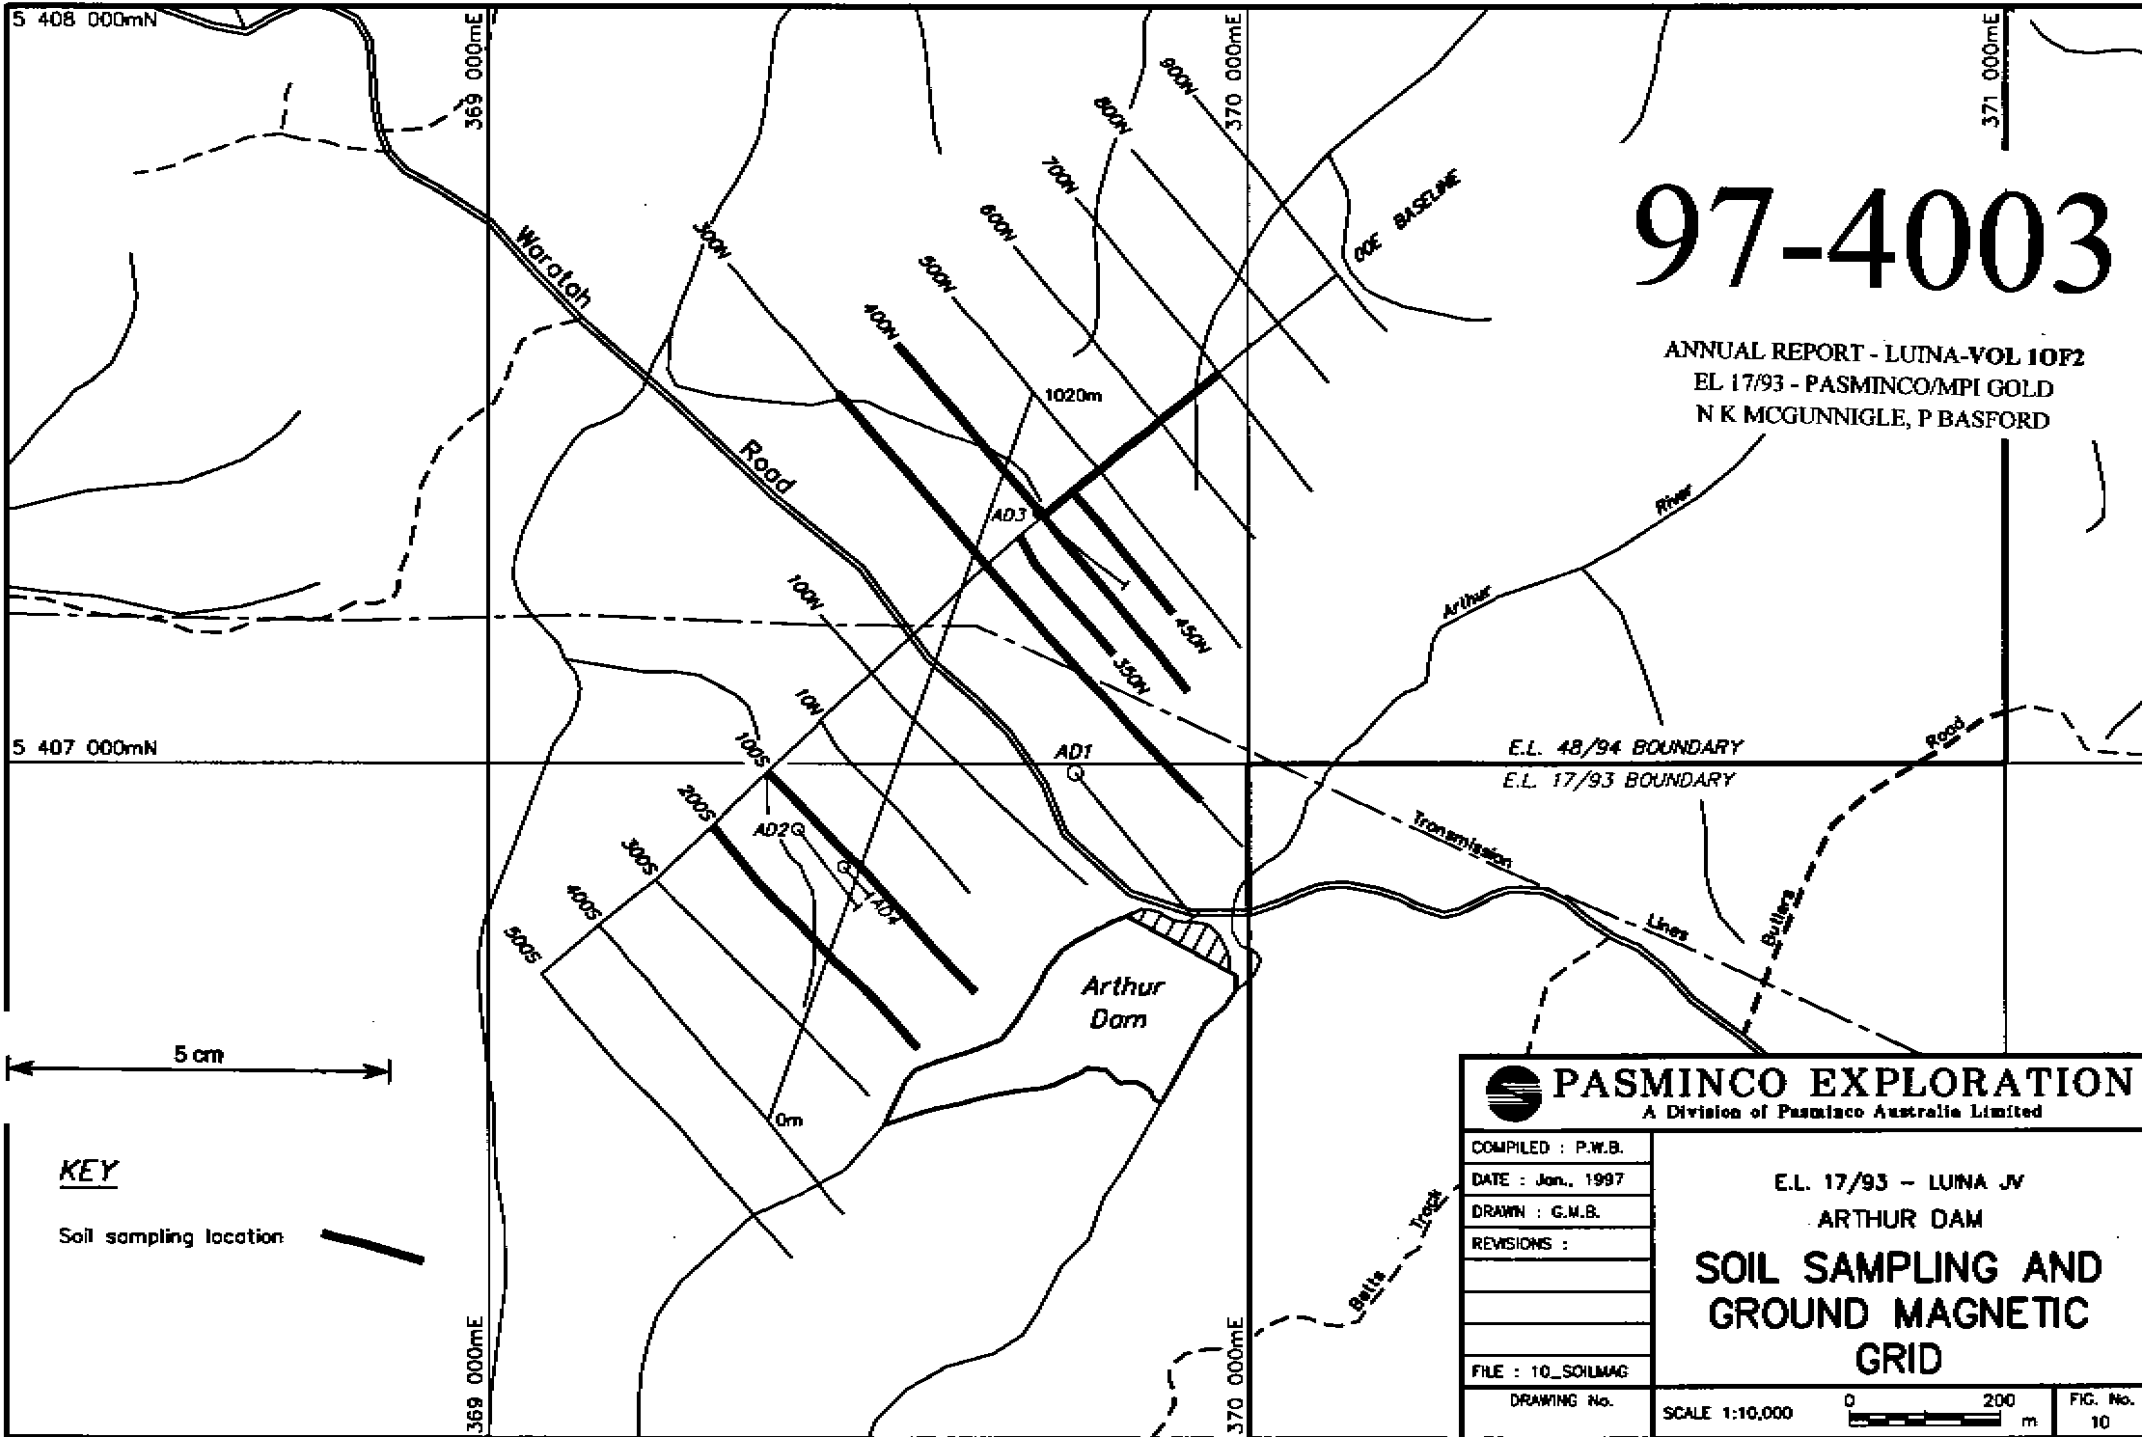 5 408 000mN
369 000mE
370 000mE
371 000mE
900N
800N
700N
600N
500N
400N
300N
00E BASELINE
97-4003
ANNUAL REPORT - LUINA-VOL 1OF2
EL 17/93 - PASMINCO/MPI GOLD
N K MCGUNNIGLE, P BASFORD
Waratah
Road
1020m
AD3
River
Arthur
100N
450N
350N
10N
5 407 000mN
100S
AD1
E.L. 48/94 BOUNDARY
E.L. 17/93 BOUNDARY
Road
200S
AD2
Transmission
300S
400S
AD4
Butlers
Lines
500S
Arthur
Dam
5 cm
0m
KEY
Soil sampling location
Track
Betts
369 000mE
370 000mE
PASMINCO EXPLORATION
A Division of Pasminco Australia Limited
COMPILED : P.W.B.
DATE : Jan., 1997
DRAWN : G.M.B.
REVISIONS :
FILE : 10_SOILMAG
DRAWING No.
E.L. 17/93 - LUINA JV
ARTHUR DAM
SOIL SAMPLING AND
GROUND MAGNETIC
GRID
SCALE 1:10,000
0 200
m
FIG. No.
10